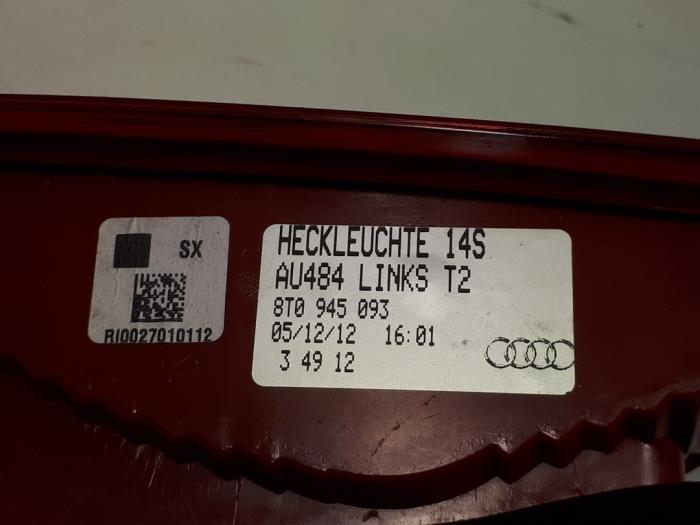 SX
RI0027010112
HECKLEUCHTE 14S
AU484 LINKS T2
8T0 945 093
05/12/12 16:01
3 49 12